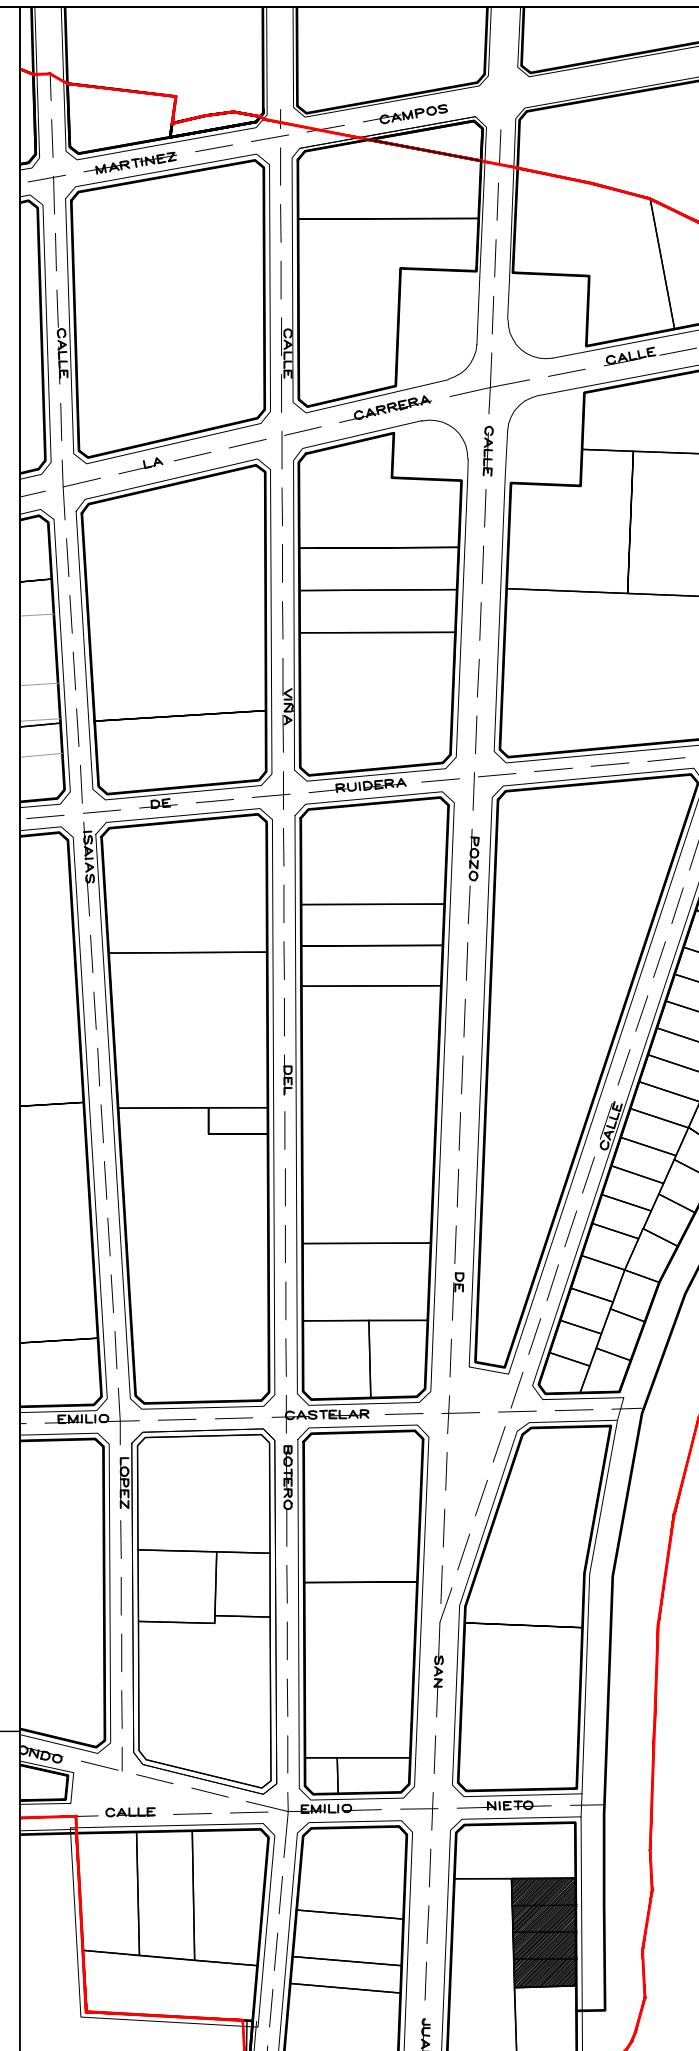 CAMPOS
MARTINEZ
CALLE
CALLE
CALLE
CARRERA
CALLE
LA
VIÑA
RUIDERA
DE
ISAIAS
POZO
DEL
CALLE
DE
EMILIO
CASTELAR
LOPEZ
BOTERO
SAN
ONDO
CALLE
EMILIO
NIETO
JUA